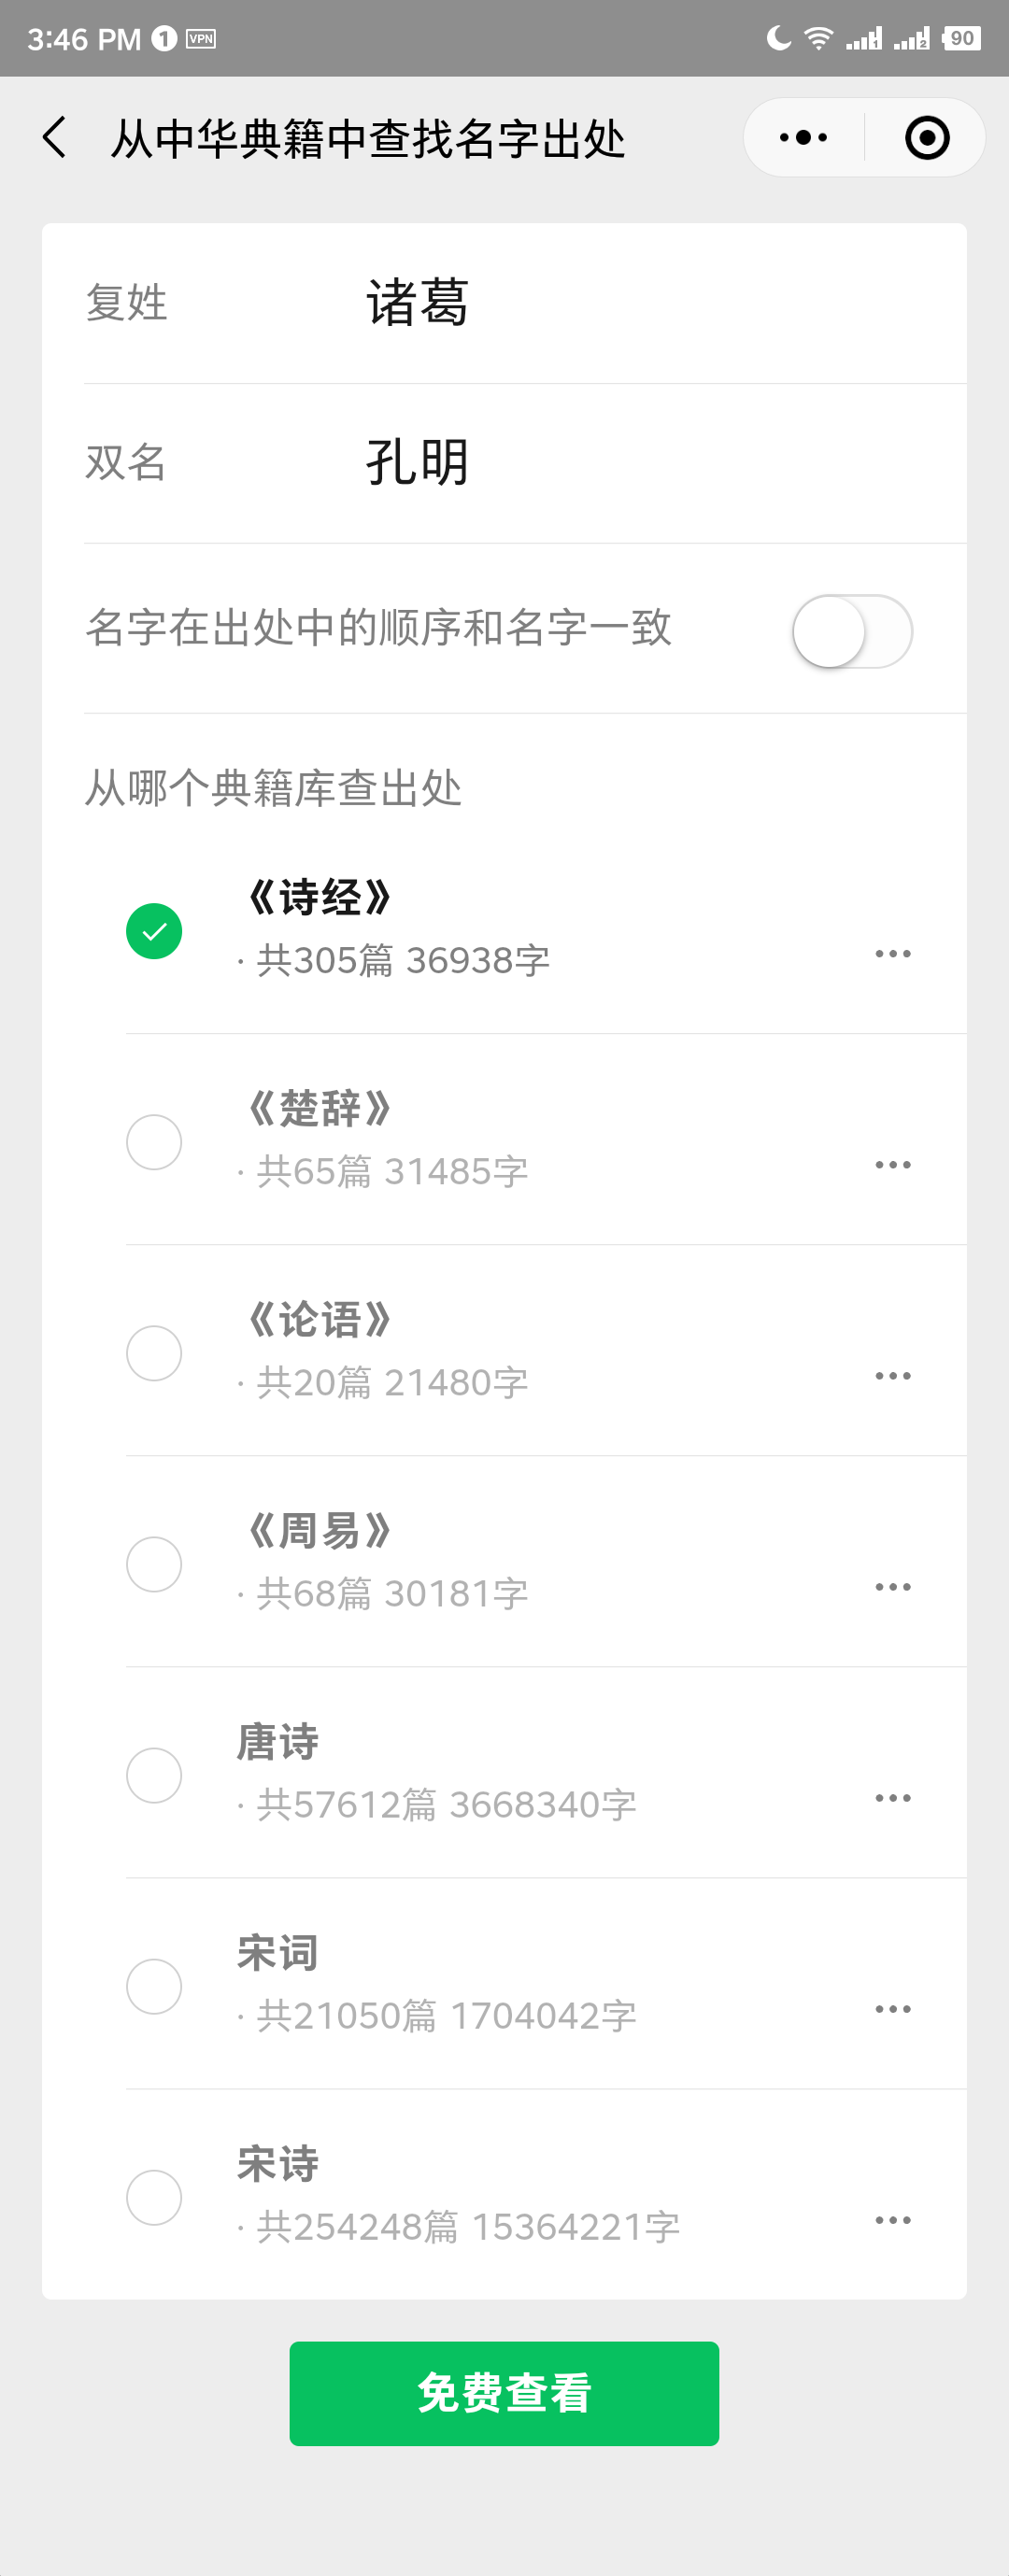 3:46 PM 1 VPN 1 2 90
从中华典籍中查找名字出处
复姓 诸葛
双名 孔明
名字在出处中的顺序和名字一致
从哪个典籍库查出处
《诗经》
· 共305篇 36938字
《楚辞》
· 共65篇 31485字
《论语》
· 共20篇 21480字
《周易》
· 共68篇 30181字
唐诗
· 共57612篇 3668340字
宋词
· 共21050篇 1704042字
宋诗
· 共254248篇 15364221字
免费查看